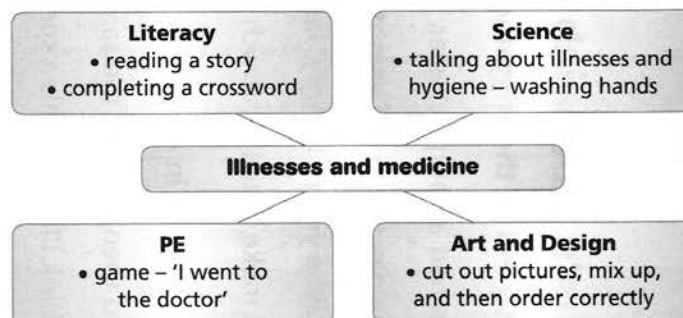 Literacy
• reading a story
• completing a crossword
Science
• talking about illnesses and
hygiene – washing hands
Illnesses and medicine
PE
• game – 'I went to
the doctor'
Art and Design
• cut out pictures, mix up,
and then order correctly